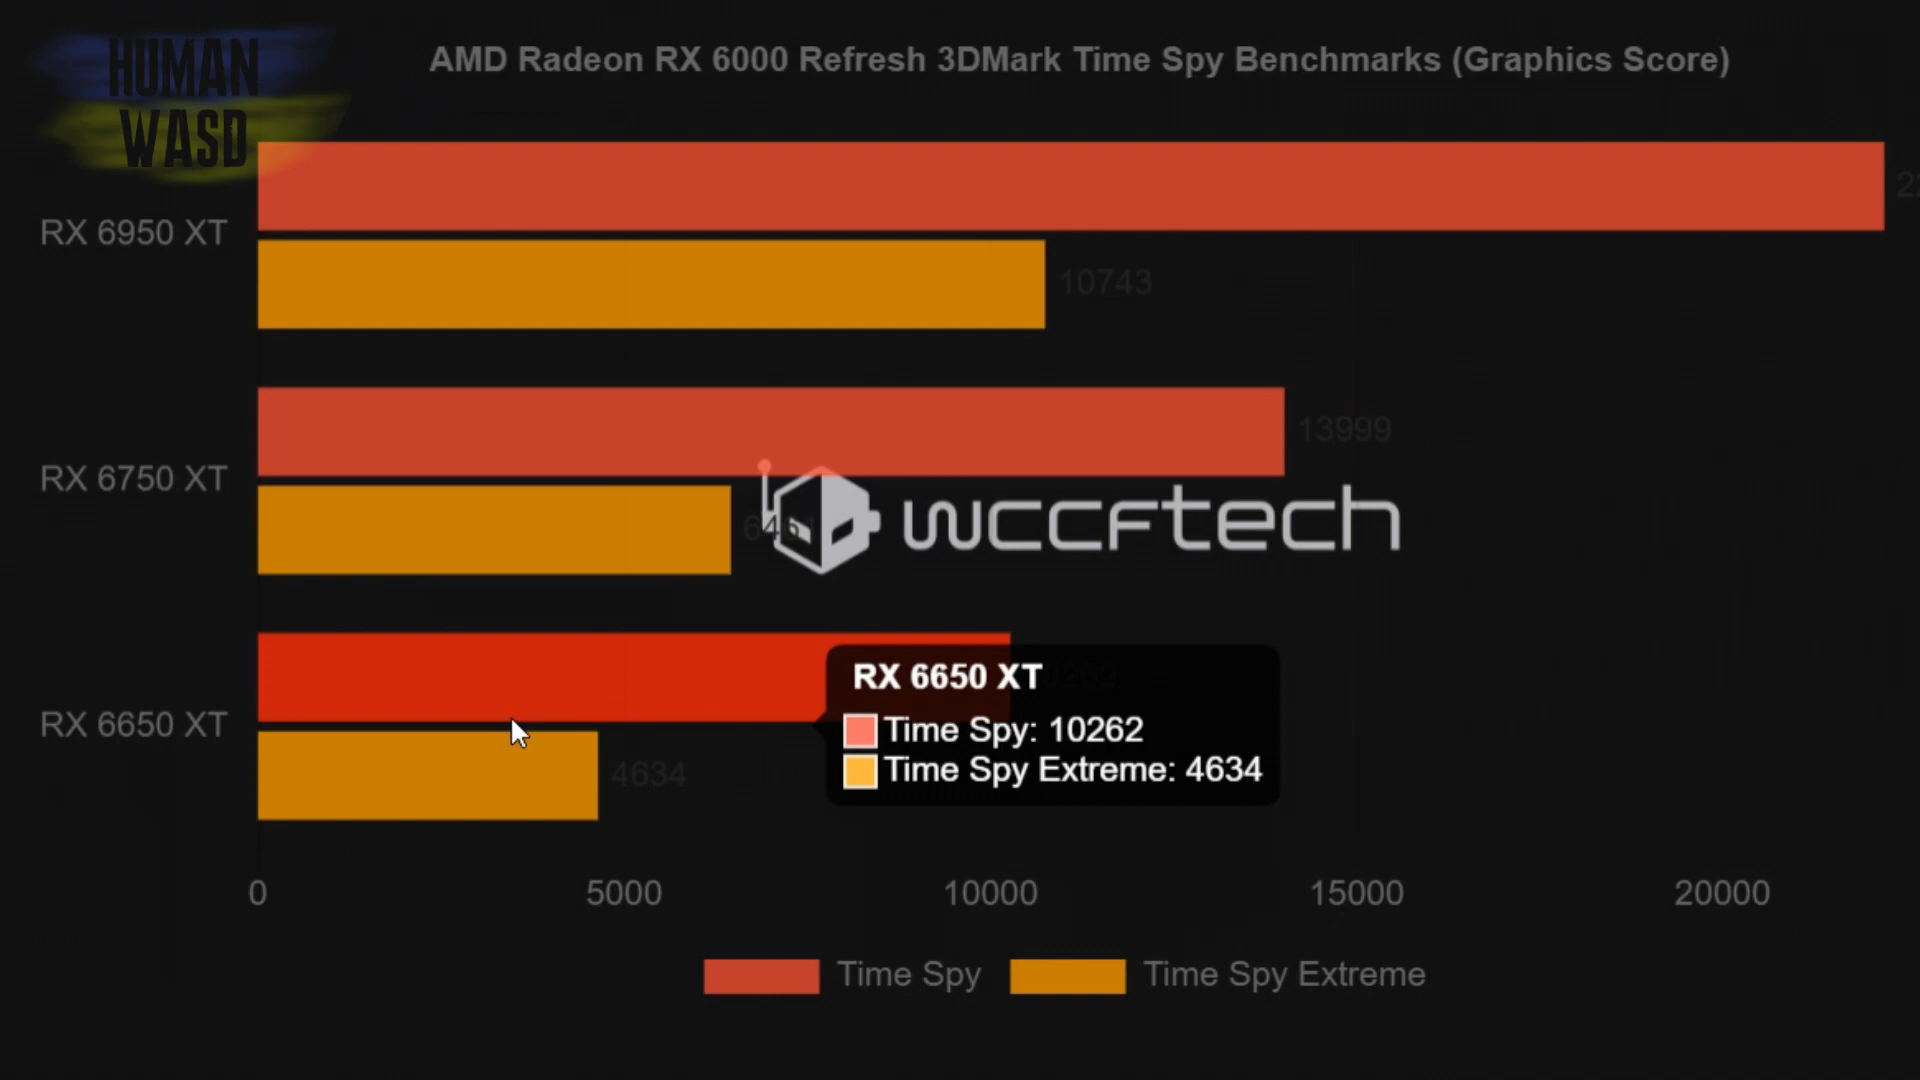 HUMAN
WASD
AMD Radeon RX 6000 Refresh 3DMark Time Spy Benchmarks (Graphics Score)
RX 6950 XT
10743
RX 6750 XT
13999
wccftech
RX 6650 XT
4634
RX 6650 XT
Time Spy: 10262
Time Spy Extreme: 4634
0 5000 10000 15000 20000
Time Spy Time Spy Extreme